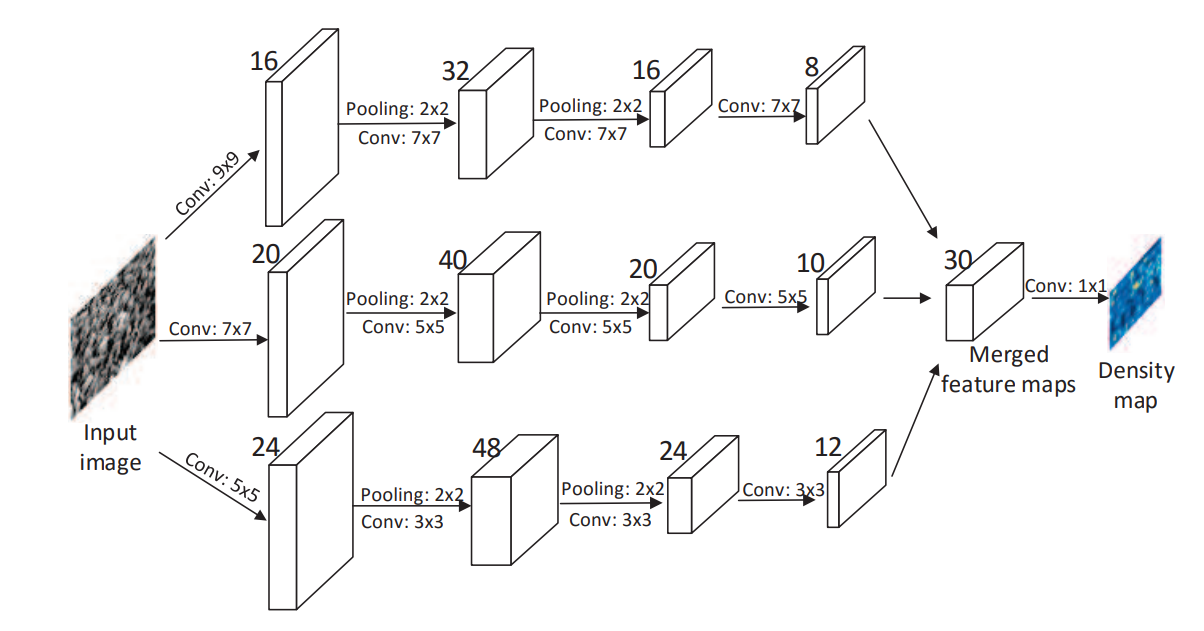 16
32
16
8
Pooling: 2x2
Conv: 7x7
Pooling: 2x2
Conv: 7x7
Conv: 7x7
Conv: 9x9
20
40
20
10
30
Conv: 7x7
Pooling: 2x2
Conv: 5x5
Pooling: 2x2
Conv: 5x5
Conv: 5x5
Conv: 1x1
Merged
feature maps
Density
map
Input
image
24
48
24
12
Conv: 5x5
Pooling: 2x2
Conv: 3x3
Pooling: 2x2
Conv: 3x3
Conv: 3x3